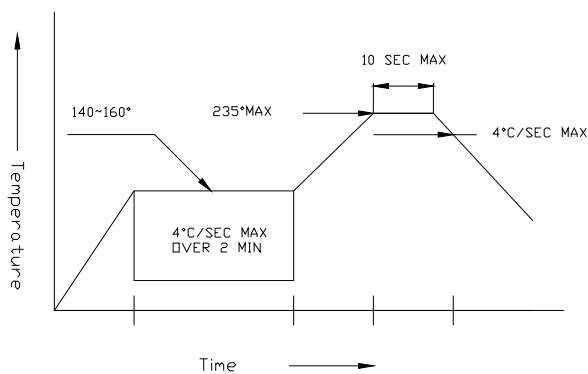 10 SEC MAX
140~160°
235°MAX
4°C/SEC MAX
4°C/SEC MAX
OVER 2 MIN
Temperature
Time